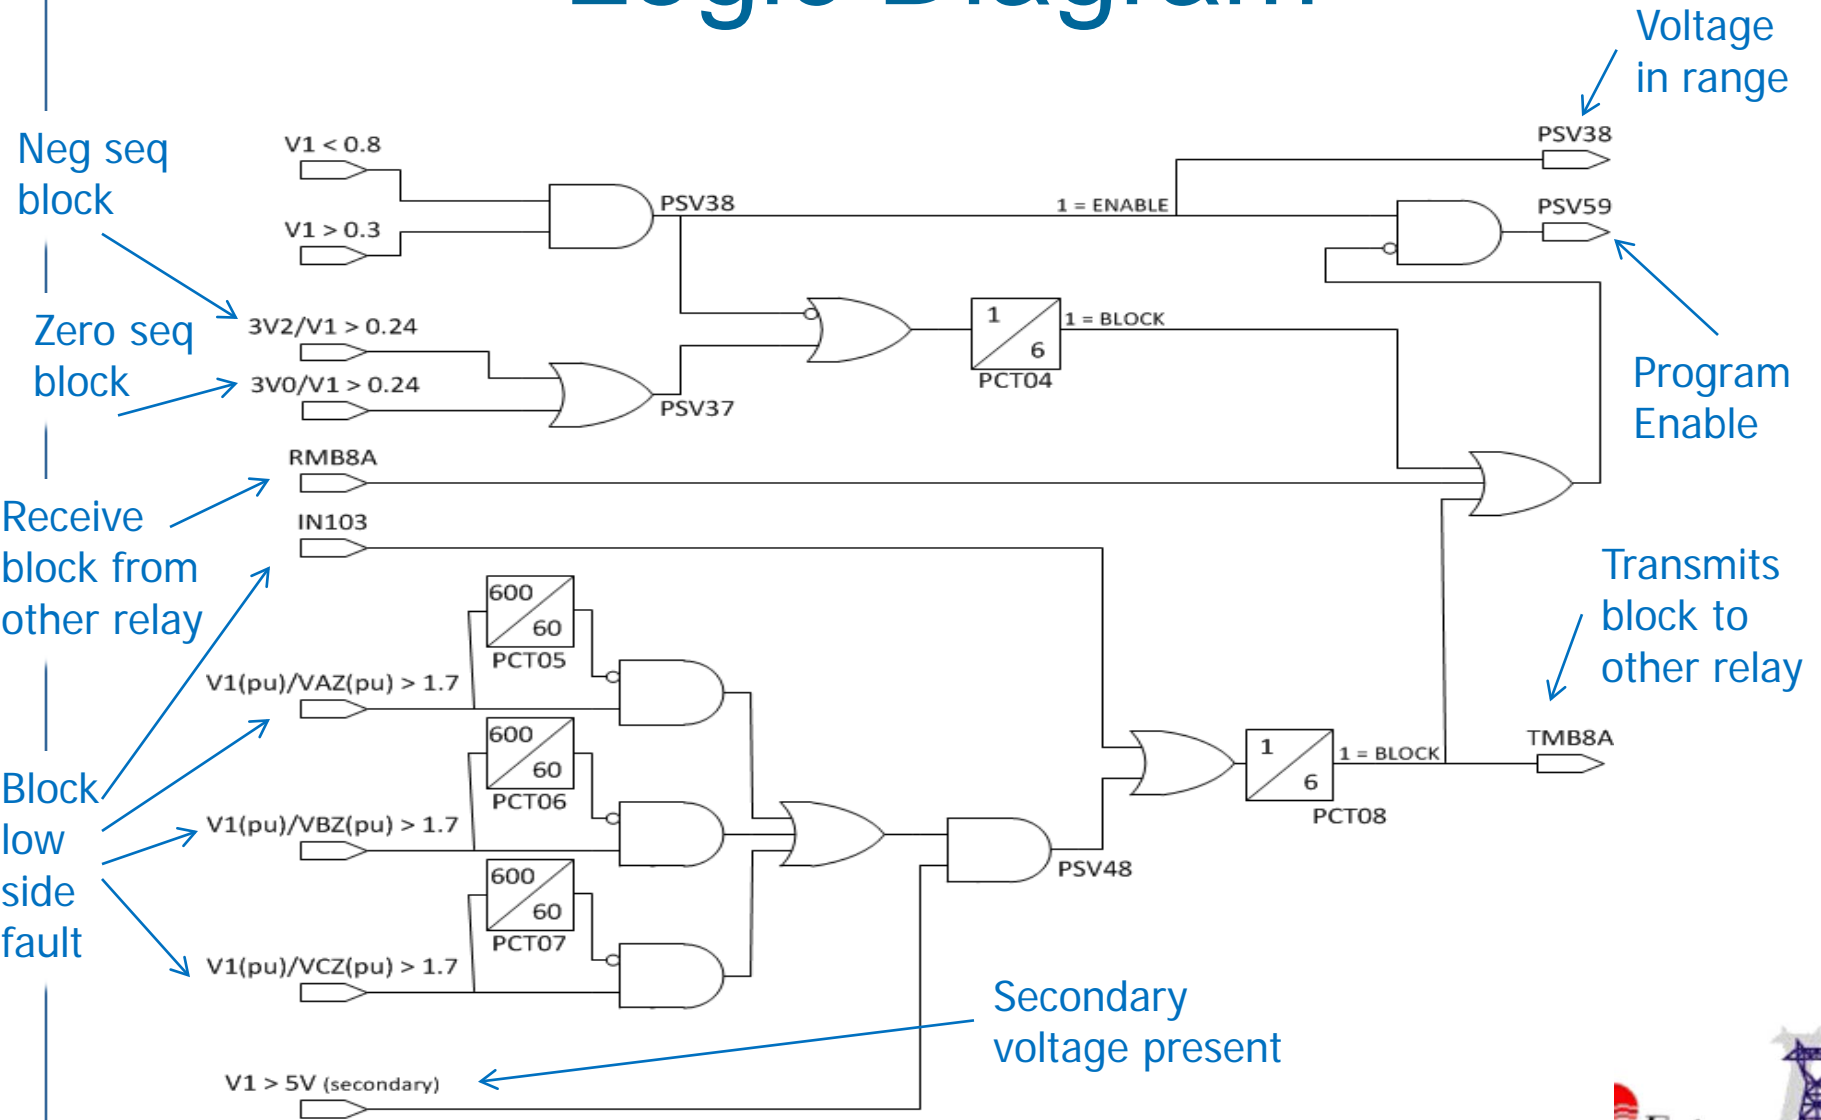 Logic Diagram
Voltage
in range
Neg seq
block
V1 < 0.8
PSV38
PSV38
1 = ENABLE
PSV59
V1 > 0.3
Zero seq
block
3V2/V1 > 0.24
1
6
1 = BLOCK
PCT04
3V0/V1 > 0.24
PSV37
Program
Enable
RMB8A
Receive
block from
other relay
IN103
Transmits
block to
other relay
600
60
PCT05
V1(pu)/VAZ(pu) > 1.7
600
60
PCT06
V1(pu)/VBZ(pu) > 1.7
Block
low
side
fault
1
6
1 = BLOCK
PCT08
TMB8A
PSV48
600
60
PCT07
V1(pu)/VCZ(pu) > 1.7
Secondary
voltage present
V1 > 5V (secondary)